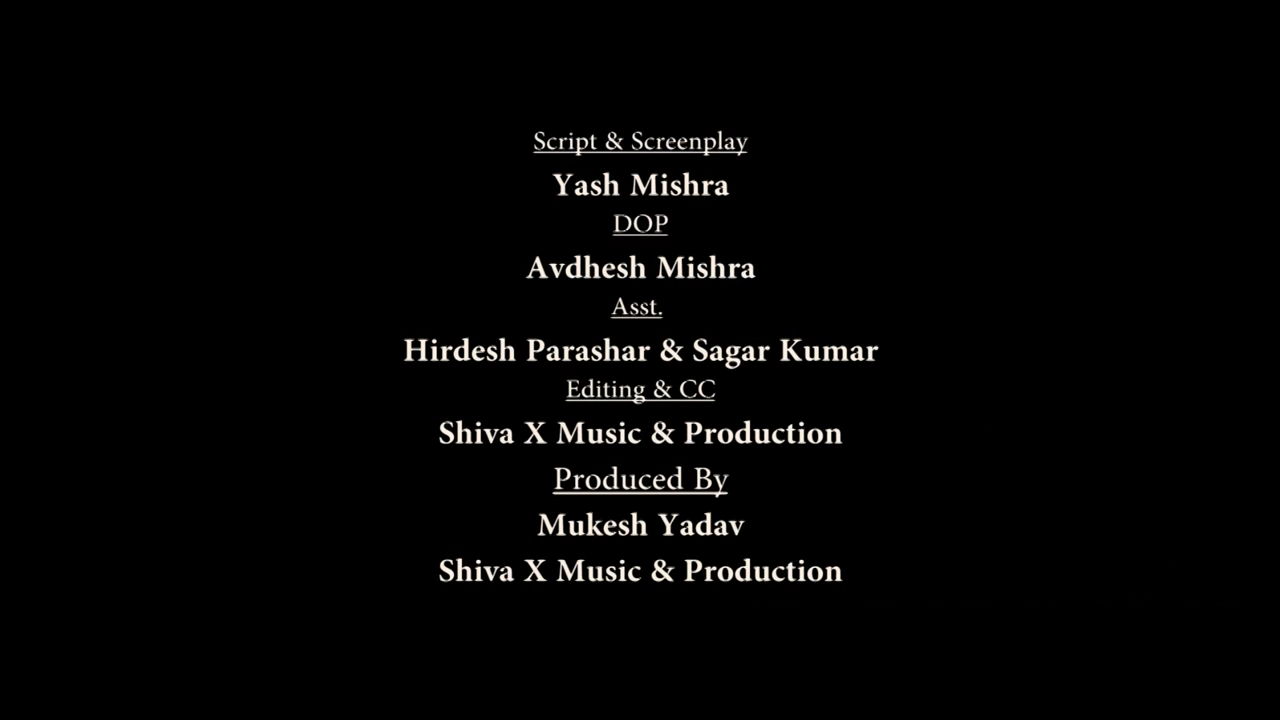 Script & Screenplay
Yash Mishra
DOP
Avdhesh Mishra
Asst.
Hirdesh Parashar & Sagar Kumar
Editing & CC
Shiva X Music & Production
Produced By
Mukesh Yadav
Shiva X Music & Production